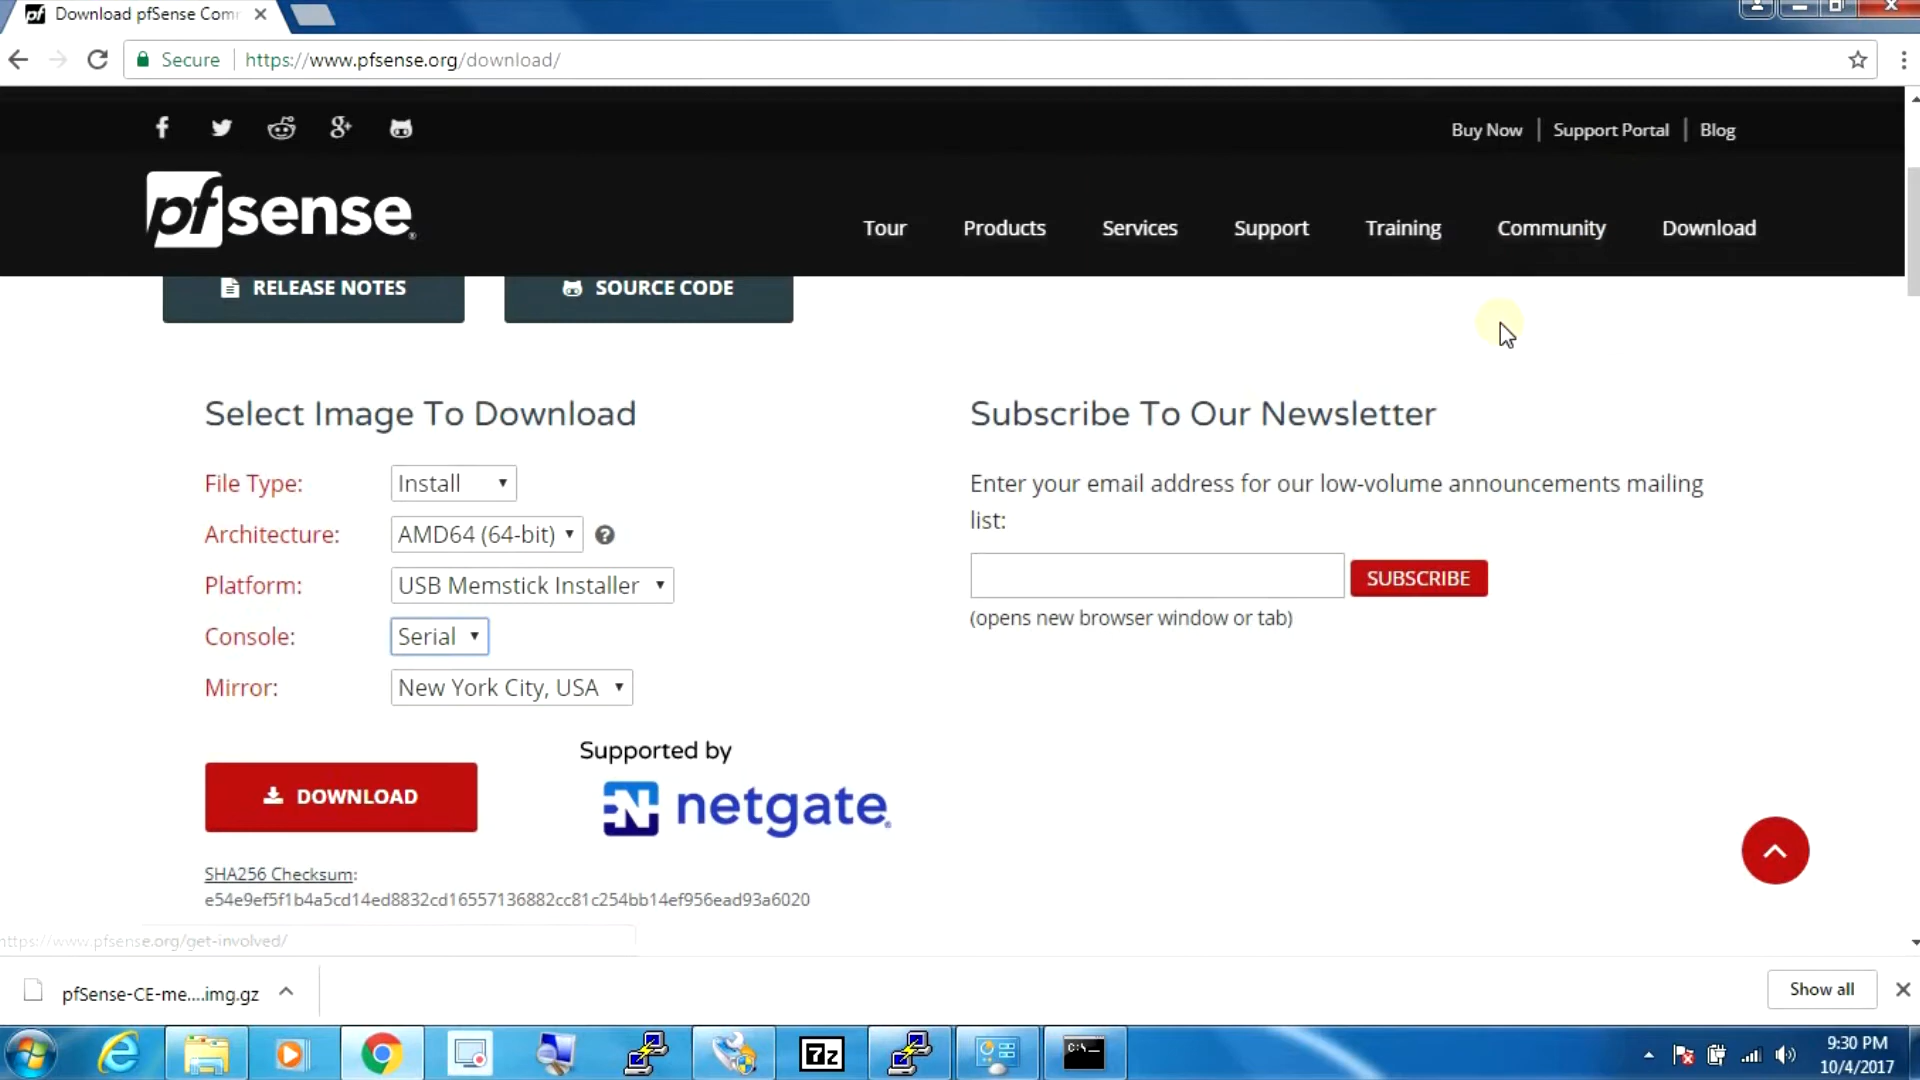 Download pfSense Com
Secure
https://www.pfsense.org/download/
Buy Now
Support Portal
Blog
pfsense
Tour
Products
Services
Support
Training
Community
Download
RELEASE NOTES
SOURCE CODE
Select Image To Download
File Type:
Install
Architecture:
AMD64 (64-bit)
Platform:
USB Memstick Installer
Console:
Serial
Mirror:
New York City, USA
DOWNLOAD
Supported by
netgate
SHA256 Checksum:
e54e9ef5f1b4a5cd14ed8832cd16557136882cc81c254bb14ef956ead93a6020
Subscribe To Our Newsletter
Enter your email address for our low-volume announcements mailing
list:
SUBSCRIBE
(opens new browser window or tab)
https://www.pfsense.org/get-involved/
pfSense-CE-me....img.gz
Show all
7z
C:\_
9:30 PM
10/4/2017